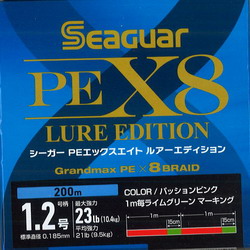 Seaguar
PE X8
LURE EDITION
シーガー PEエックスエイト ルアーエディション
Grandmax PE × 8 BRAID
200m
1.2号
号柄
標準直径 0.185mm
最大強力
23lb(10.4kg)
平均強力
21lb (9.5kg)
COLOR / パッションピンク
1m毎ライムグリーン マーキング
1m
1m
15cm
15cm